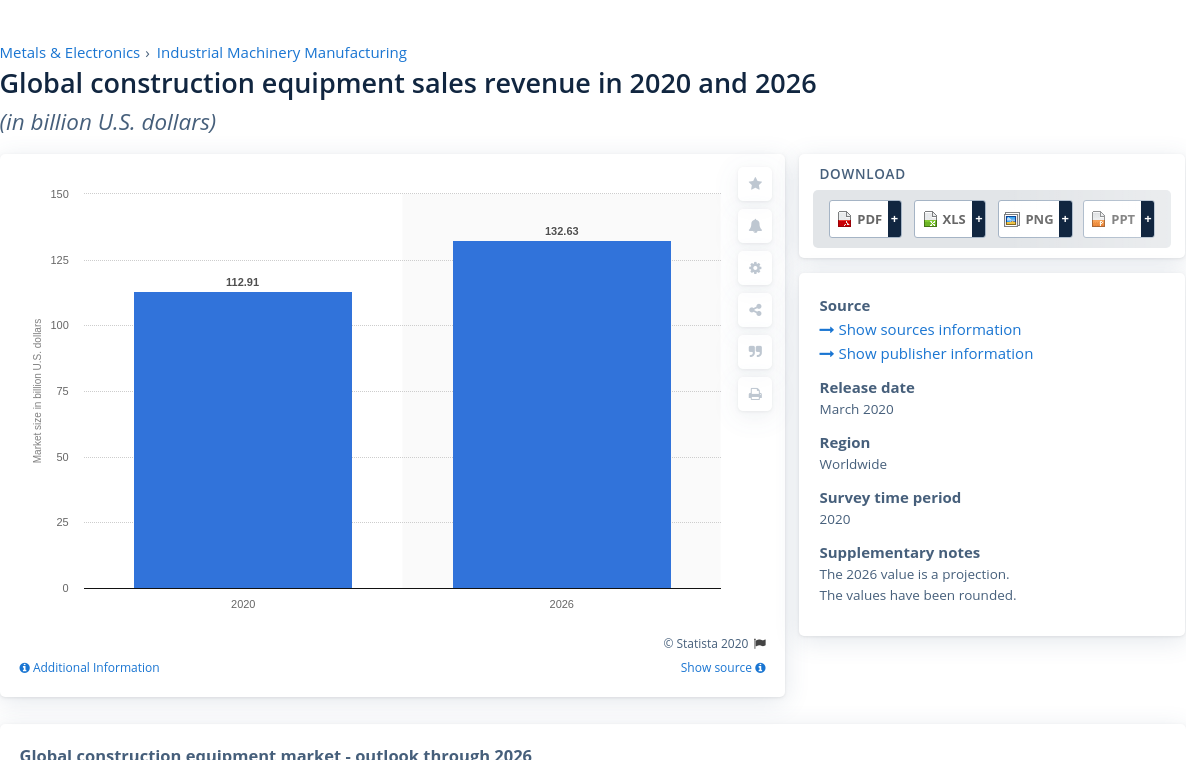 Metals & Electronics › Industrial Machinery Manufacturing
Global construction equipment sales revenue in 2020 and 2026
(in billion U.S. dollars)
150
125
100
75
50
25
0
Market size in billion U.S. dollars
112.91
132.63
2020
2026
© Statista 2020
Additional Information
Show source
DOWNLOAD
PDF +
XLS +
PNG +
PPT +
Source
Show sources information
Show publisher information
Release date
March 2020
Region
Worldwide
Survey time period
2020
Supplementary notes
The 2026 value is a projection.
The values have been rounded.
Global construction equipment market - outlook through 2026